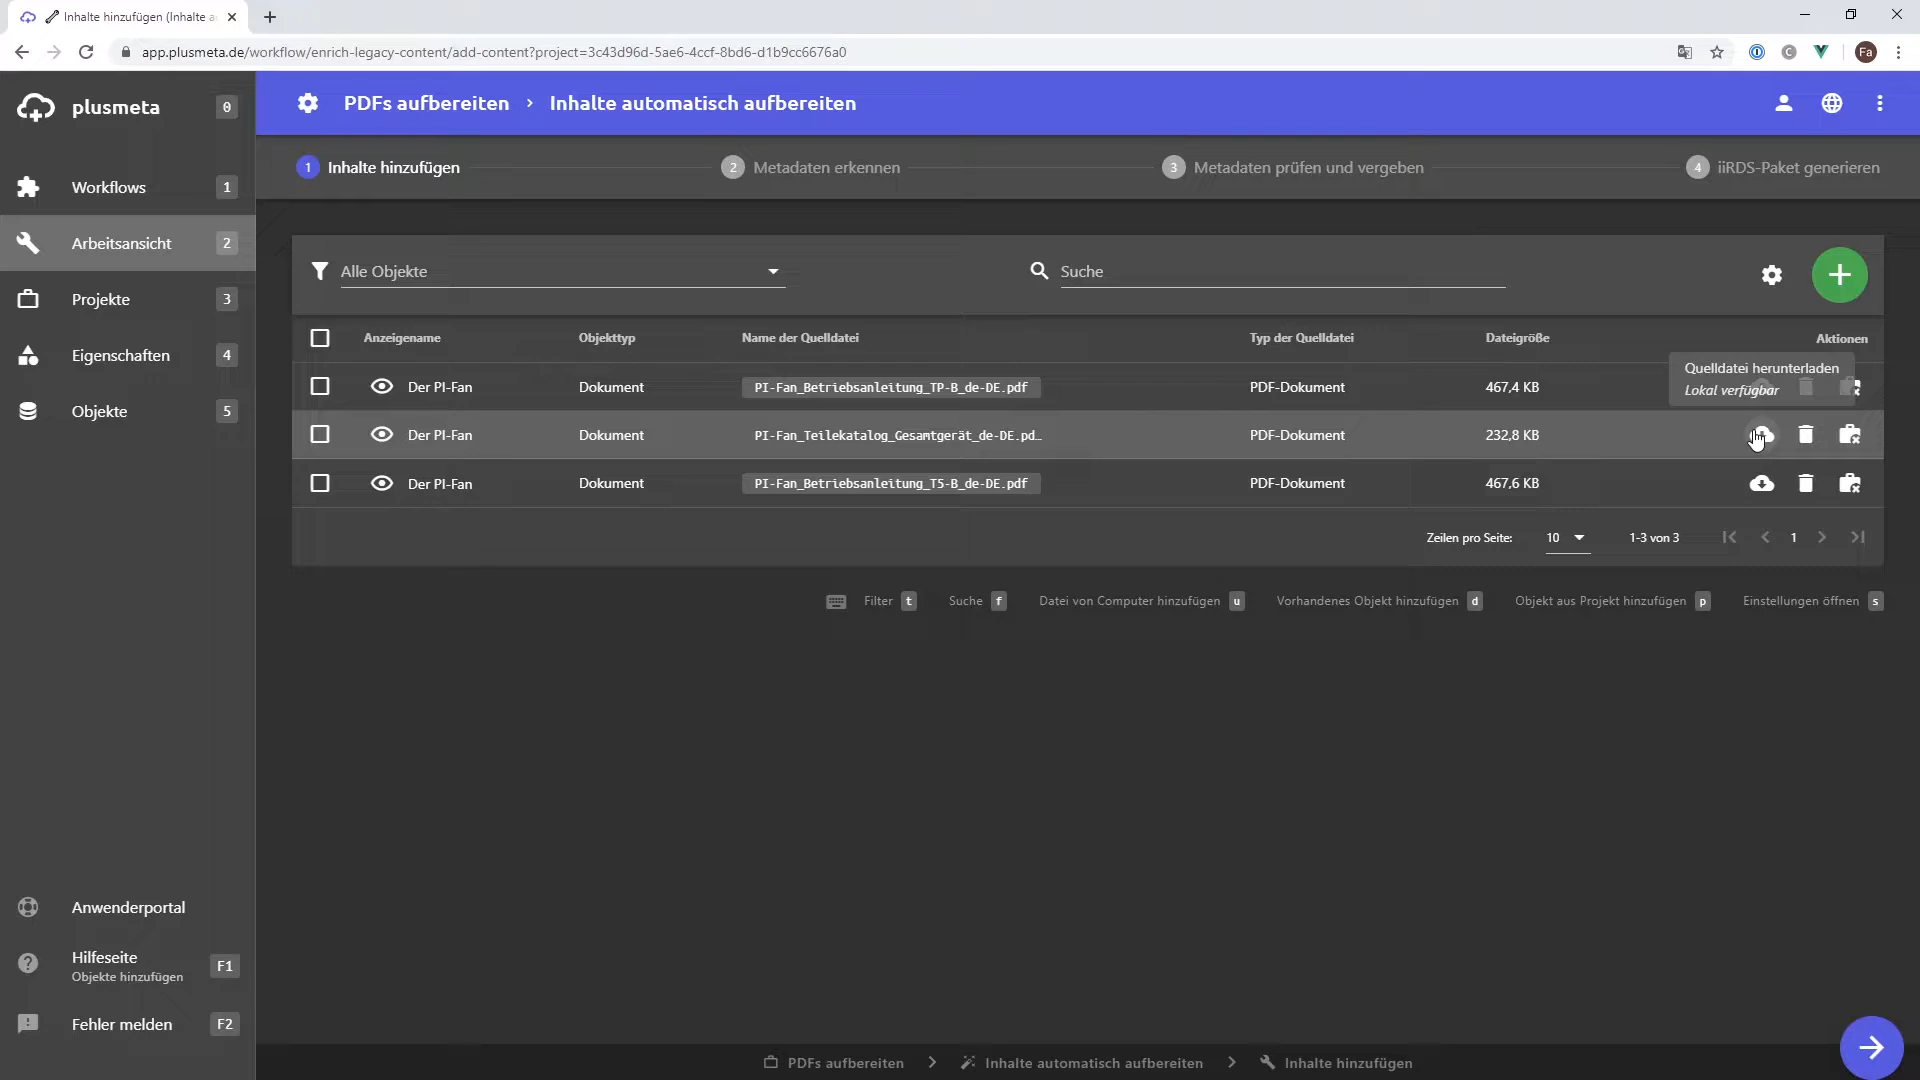 Inhalte hinzufügen (Inhalte a
app.plusmeta.de/workflow/enrich-legacy-content/add-content?project=3c43d96d-5ae6-4ccf-8bd6-d1b9cc6676a0
Fa
plusmeta 0
PDFs aufbereiten › Inhalte automatisch aufbereiten
1 Inhalte hinzufügen 2 Metadaten erkennen 3 Metadaten prüfen und vergeben 4 iiRDS-Paket generieren
Workflows 1
Arbeitsansicht 2
Projekte 3
Eigenschaften 4
Objekte 5
Alle Objekte Suche
Anzeigename Objekttyp Name der Quelldatei Typ der Quelldatei Dateigröße Aktionen
Quelldatei herunterladen
Lokal verfügbar
Der PI-Fan Dokument PI-Fan_Betriebsanleitung_TP-B_de-DE.pdf PDF-Dokument 467,4 KB
Der PI-Fan Dokument PI-Fan_Teilekatalog_Gesamtgerät_de-DE.pd… PDF-Dokument 232,8 KB
Der PI-Fan Dokument PI-Fan_Betriebsanleitung_T5-B_de-DE.pdf PDF-Dokument 467,6 KB
Zeilen pro Seite: 10 1-3 von 3 1
Filter t Suche f Datei von Computer hinzufügen u Vorhandenes Objekt hinzufügen d Objekt aus Projekt hinzufügen p Einstellungen öffnen s
Anwenderportal
Hilfeseite
Objekte hinzufügen F1
Fehler melden F2
PDFs aufbereiten > Inhalte automatisch aufbereiten > Inhalte hinzufügen